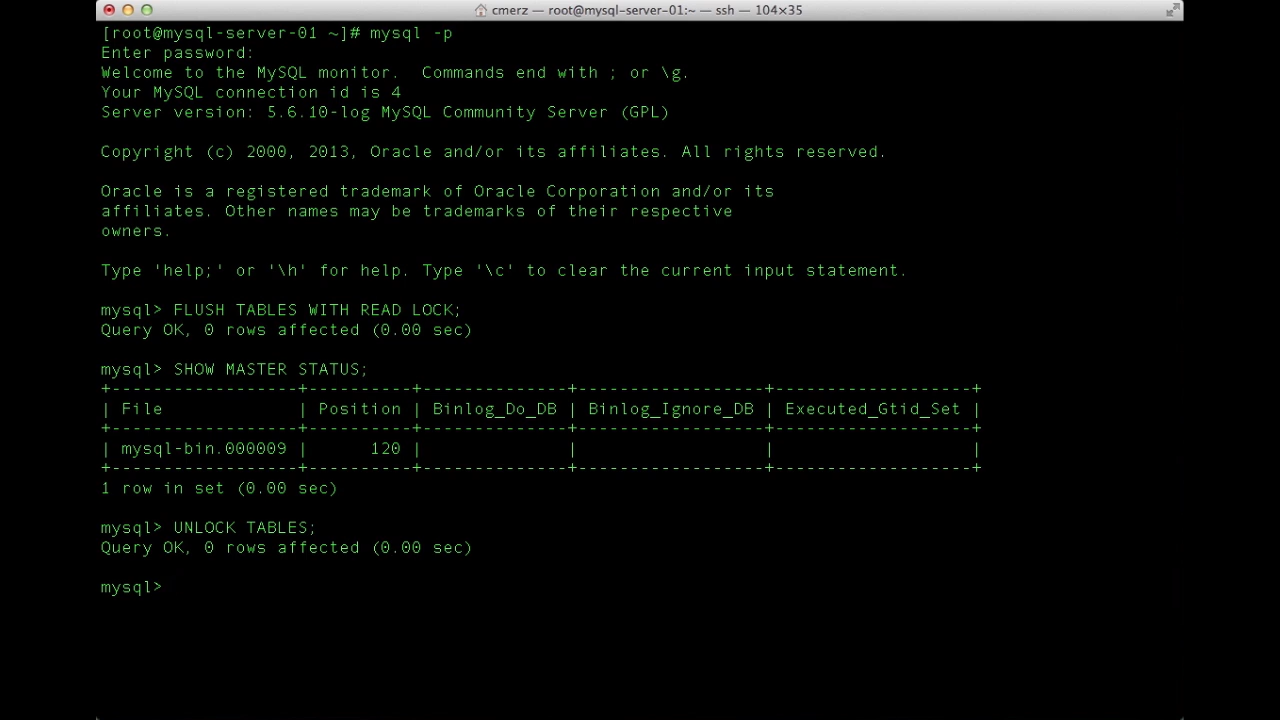 cmerz — root@mysql-server-01:~ — ssh — 104×35
[root@mysql-server-01 ~]# mysql -p
Enter password:
Welcome to the MySQL monitor.  Commands end with ; or \g.
Your MySQL connection id is 4
Server version: 5.6.10-log MySQL Community Server (GPL)
Copyright (c) 2000, 2013, Oracle and/or its affiliates. All rights reserved.
Oracle is a registered trademark of Oracle Corporation and/or its
affiliates. Other names may be trademarks of their respective
owners.
Type 'help;' or '\h' for help. Type '\c' to clear the current input statement.
mysql> FLUSH TABLES WITH READ LOCK;
Query OK, 0 rows affected (0.00 sec)
mysql> SHOW MASTER STATUS;
+------------------+----------+--------------+------------------+-------------------+
| File             | Position | Binlog_Do_DB | Binlog_Ignore_DB | Executed_Gtid_Set |
+------------------+----------+--------------+------------------+-------------------+
| mysql-bin.000009 |      120 |              |                  |                   |
+------------------+----------+--------------+------------------+-------------------+
1 row in set (0.00 sec)
mysql> UNLOCK TABLES;
Query OK, 0 rows affected (0.00 sec)
mysql>